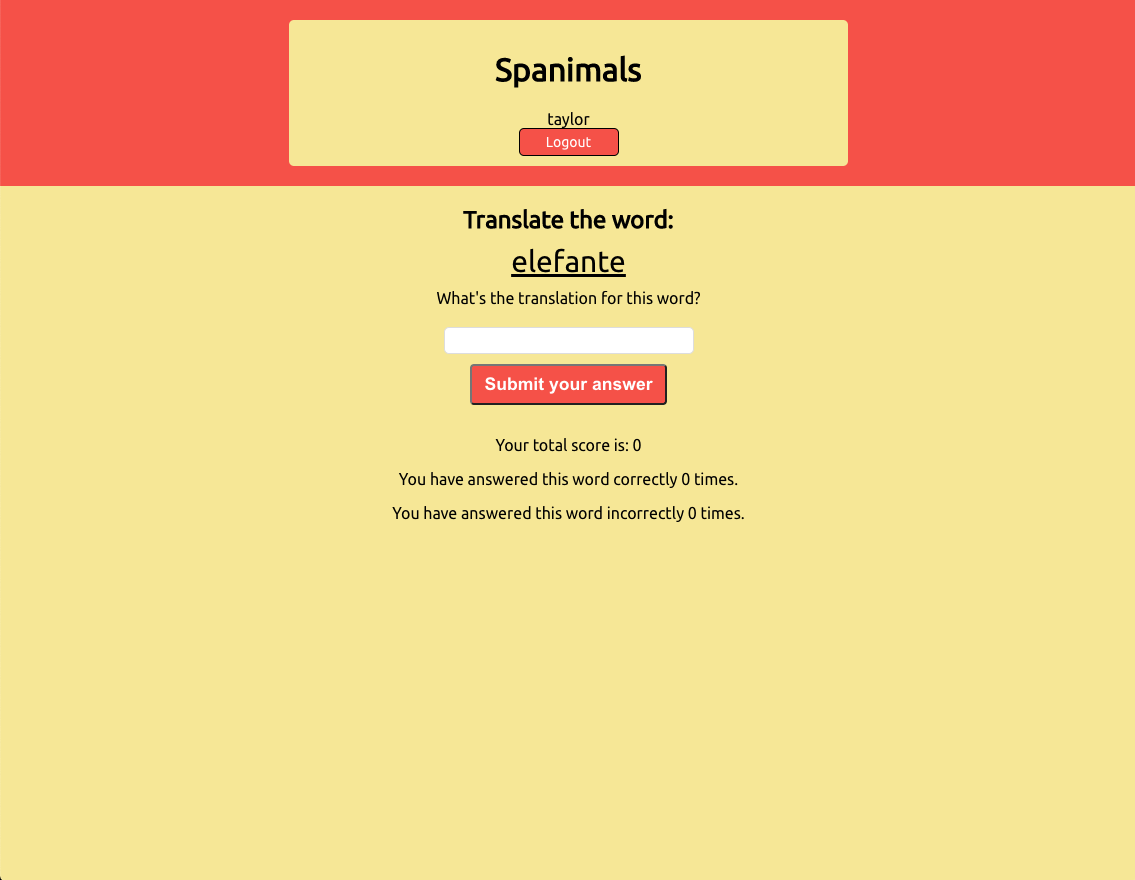 Spanimals
taylor
Logout
Translate the word:
elefante
What's the translation for this word?
Submit your answer
Your total score is: 0
You have answered this word correctly 0 times.
You have answered this word incorrectly 0 times.